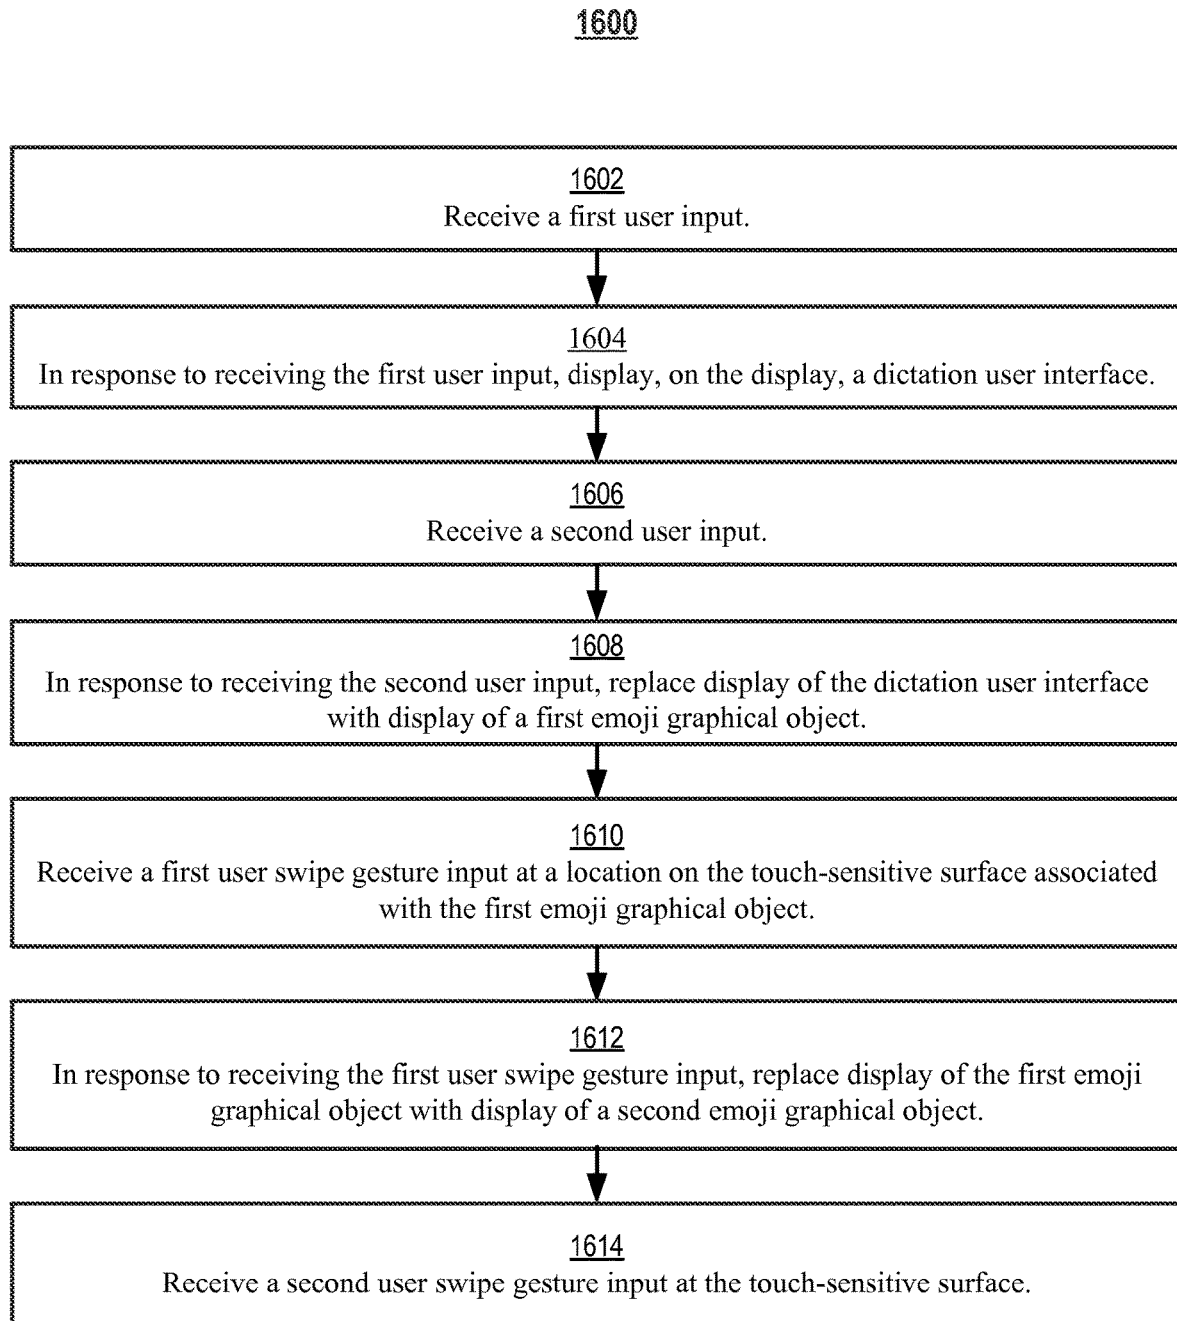 1600
1602
Receive a first user input.
1604
In response to receiving the first user input, display, on the display, a dictation user interface.
1606
Receive a second user input.
1608
In response to receiving the second user input, replace display of the dictation user interface
with display of a first emoji graphical object.
1610
Receive a first user swipe gesture input at a location on the touch-sensitive surface associated
with the first emoji graphical object.
1612
In response to receiving the first user swipe gesture input, replace display of the first emoji
graphical object with display of a second emoji graphical object.
1614
Receive a second user swipe gesture input at the touch-sensitive surface.